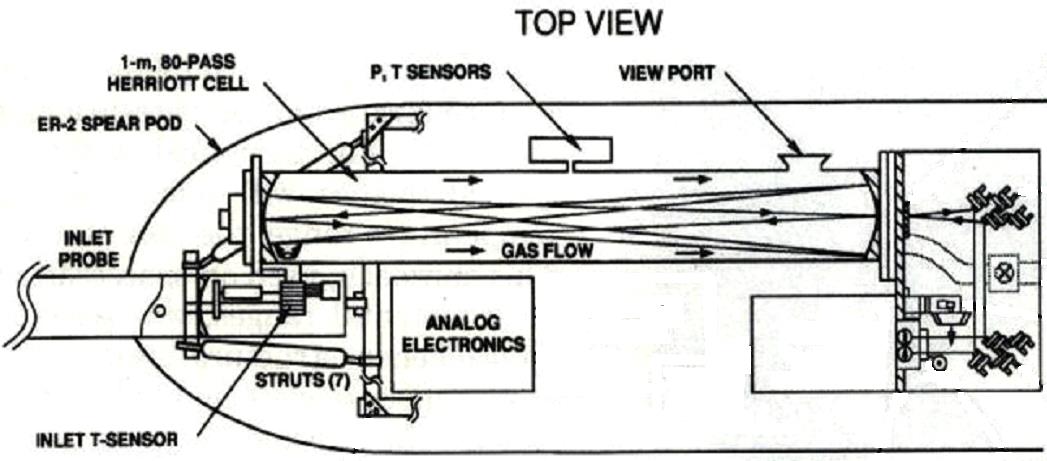 TOP VIEW
1-m, 80-PASS
HERRIOTT CELL
P, T SENSORS
VIEW PORT
ER-2 SPEAR POD
INLET
PROBE
GAS FLOW
ANALOG
ELECTRONICS
STRUTS (7)
INLET T-SENSOR